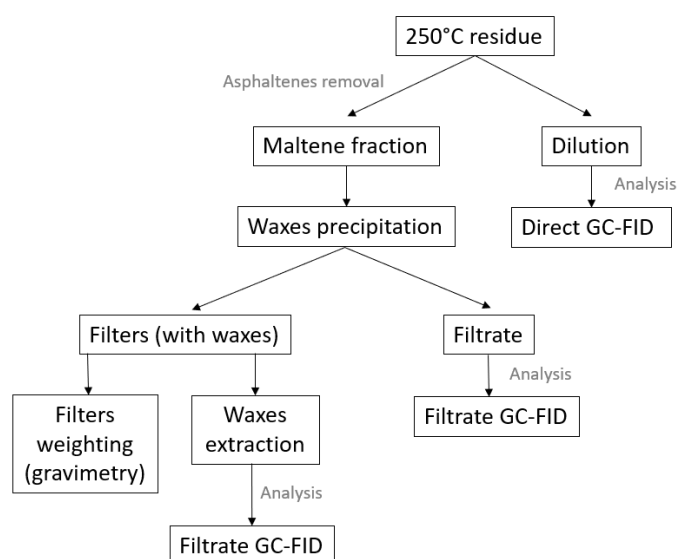 250°C residue
Asphaltenes removal
Maltene fraction
Dilution
Analysis
Waxes precipitation
Direct GC-FID
Filters (with waxes)
Filtrate
Analysis
Filters
weighting
(gravimetry)
Waxes
extraction
Filtrate GC-FID
Analysis
Filtrate GC-FID